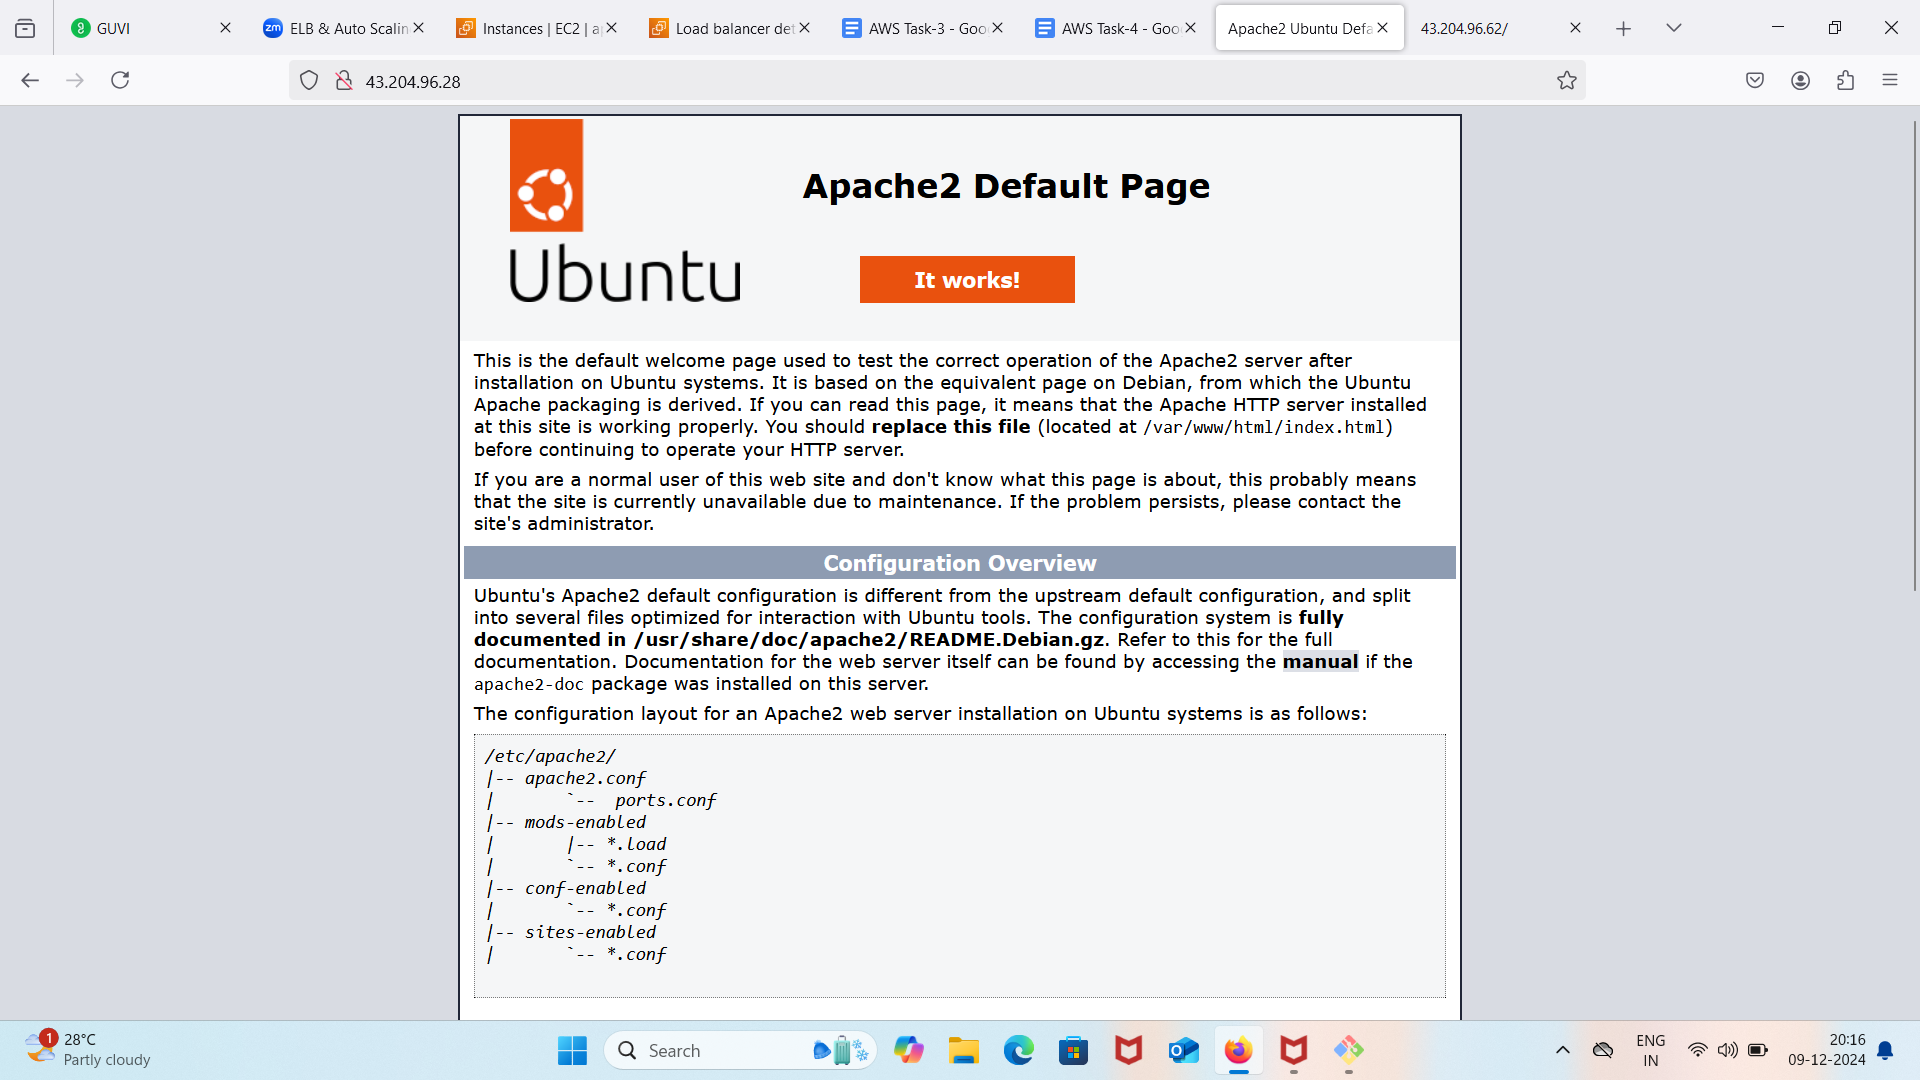 GUVI
ELB & Auto Scalin
Instances | EC2 | a
Load balancer det
AWS Task-3 - Goo
AWS Task-4 - Goo
Apache2 Ubuntu Defa
43.204.96.62/
43.204.96.28
Apache2 Default Page
Ubuntu
It works!
This is the default welcome page used to test the correct operation of the Apache2 server after
installation on Ubuntu systems. It is based on the equivalent page on Debian, from which the Ubuntu
Apache packaging is derived. If you can read this page, it means that the Apache HTTP server installed
at this site is working properly. You should replace this file (located at /var/www/html/index.html)
before continuing to operate your HTTP server.
If you are a normal user of this web site and don't know what this page is about, this probably means
that the site is currently unavailable due to maintenance. If the problem persists, please contact the
site's administrator.
Configuration Overview
Ubuntu's Apache2 default configuration is different from the upstream default configuration, and split
into several files optimized for interaction with Ubuntu tools. The configuration system is fully
documented in /usr/share/doc/apache2/README.Debian.gz. Refer to this for the full
documentation. Documentation for the web server itself can be found by accessing the manual if the
apache2-doc package was installed on this server.
The configuration layout for an Apache2 web server installation on Ubuntu systems is as follows:
/etc/apache2/
|-- apache2.conf
|       `--  ports.conf
|-- mods-enabled
|       |-- *.load
|       `-- *.conf
|-- conf-enabled
|       `-- *.conf
|-- sites-enabled
|       `-- *.conf
1
28°C
Partly cloudy
Search
ENG
IN
20:16
09-12-2024